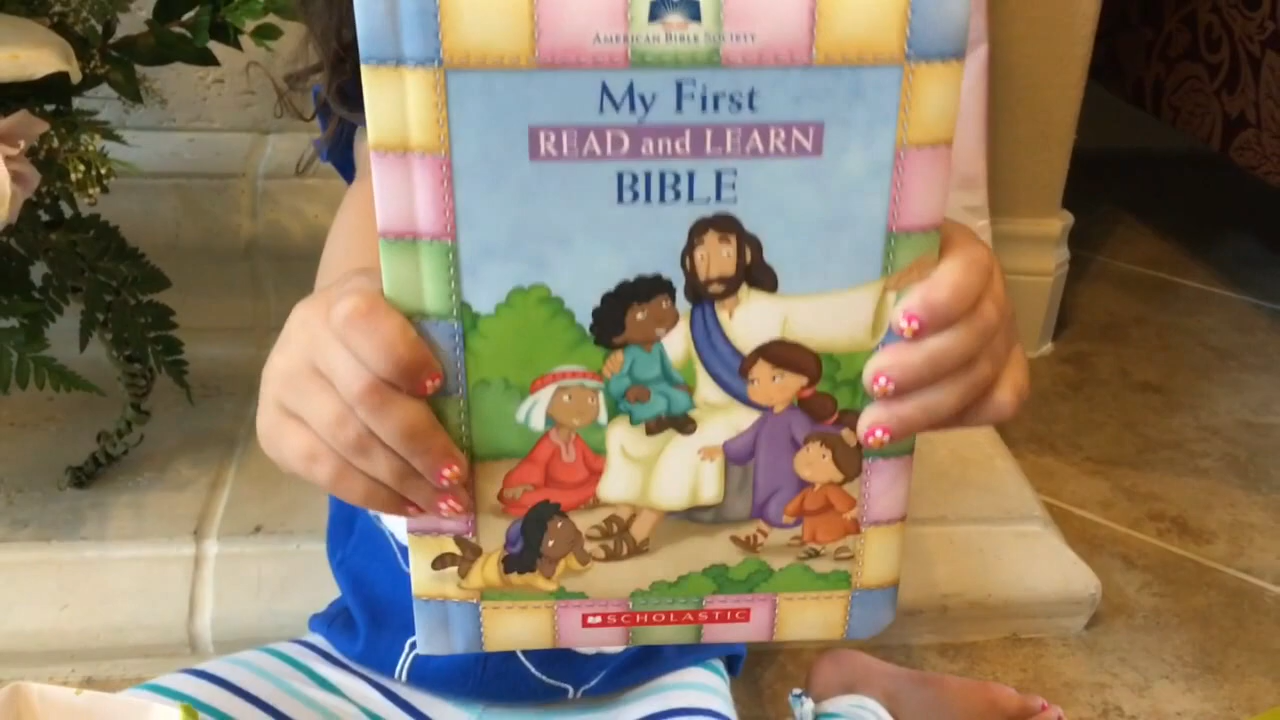 AMERICAN BIBLE SOCIETY
My First
READ and LEARN
BIBLE
SCHOLASTIC